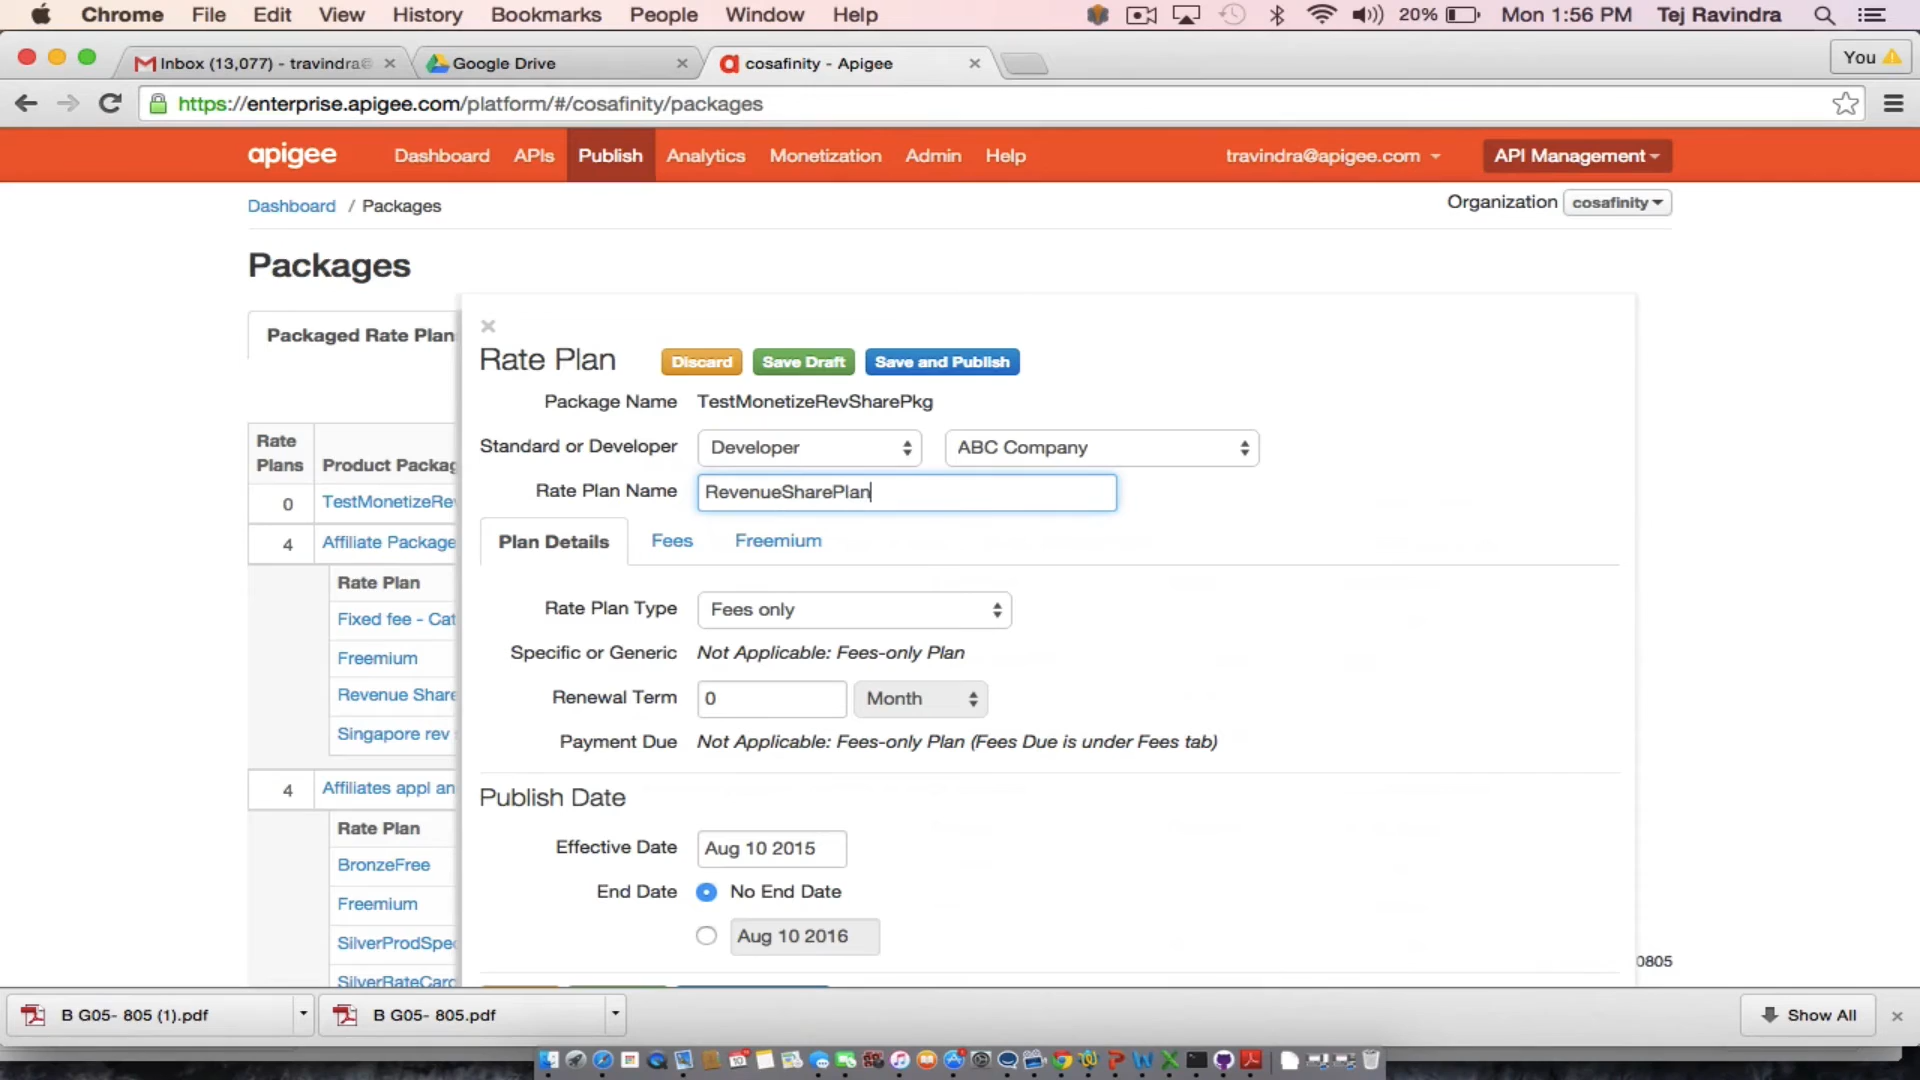 Chrome File Edit View History Bookmarks People Window Help 20% Mon 1:56 PM Tej Ravindra
Inbox (13,077) - travindra@
Google Drive
cosafinity - Apigee
You
https://enterprise.apigee.com/platform/#/cosafinity/packages
apigee Dashboard APIs Publish Analytics Monetization Admin Help travindra@apigee.com API Management
Dashboard / Packages
Organization cosafinity
Packages
Packaged Rate Plan
Rate Plans
Product Packag
0 TestMonetizeRev
4 Affiliate Package
Rate Plan
Fixed fee - Cat
Freemium
Revenue Share
Singapore rev
4 Affiliates appl an
Rate Plan
BronzeFree
Freemium
SilverProdSpec
SilverRateCard
Rate Plan Discard Save Draft Save and Publish
Package Name TestMonetizeRevSharePkg
Standard or Developer Developer ABC Company
Rate Plan Name RevenueSharePlan
Plan Details Fees Freemium
Rate Plan Type Fees only
Specific or Generic Not Applicable: Fees-only Plan
Renewal Term 0 Month
Payment Due Not Applicable: Fees-only Plan (Fees Due is under Fees tab)
Publish Date
Effective Date Aug 10 2015
End Date No End Date
Aug 10 2016
0805
B G05- 805 (1).pdf
B G05- 805.pdf
Show All